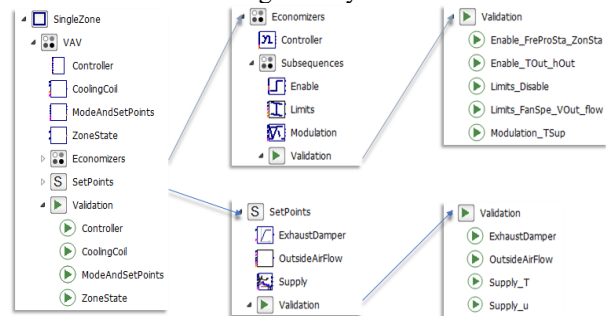 SingleZone
VAV
Controller
CoolingCoil
ModeAndSetPoints
ZoneState
Economizers
S SetPoints
Validation
Controller
CoolingCoil
ModeAndSetPoints
ZoneState
Economizers
Controller
Subsequences
Enable
Limits
Modulation
Validation
Validation
Enable_FreProSta_ZonSta
Enable_TOut_hOut
Limits_Disable
Limits_FanSpe_VOut_flow
Modulation_TSup
S SetPoints
ExhaustDamper
OutsideAirFlow
Supply
Validation
Validation
ExhaustDamper
OutsideAirFlow
Supply_T
Supply_u